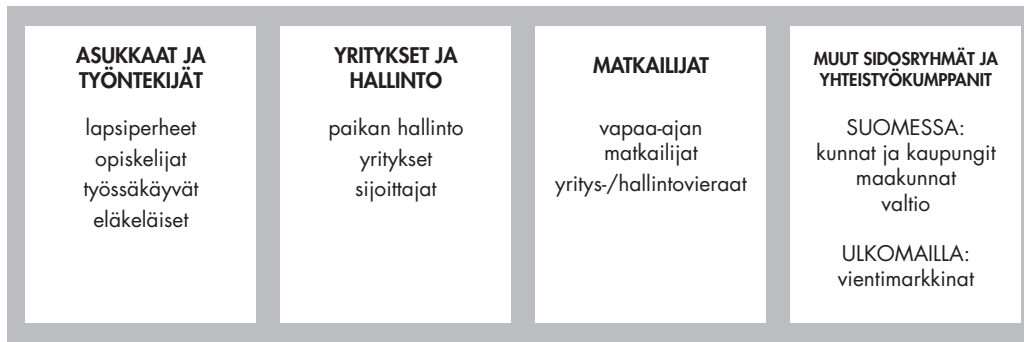 ASUKKAAT JA
TYÖNTEKIJÄT
lapsiperheet
opiskelijat
työssäkäyvät
eläkeläiset
YRITYKSET JA
HALLINTO
paikan hallinto
yritykset
sijoittajat
MATKAILIJAT
vapaa-ajan
matkailijat
yritys-/hallintovieraat
MUUT SIDOSRYHMÄT JA
YHTEISTYÖKUMPPANIT
SUOMESSA:
kunnat ja kaupungit
maakunnat
valtio
ULKOMAILLA:
vientimarkkinat